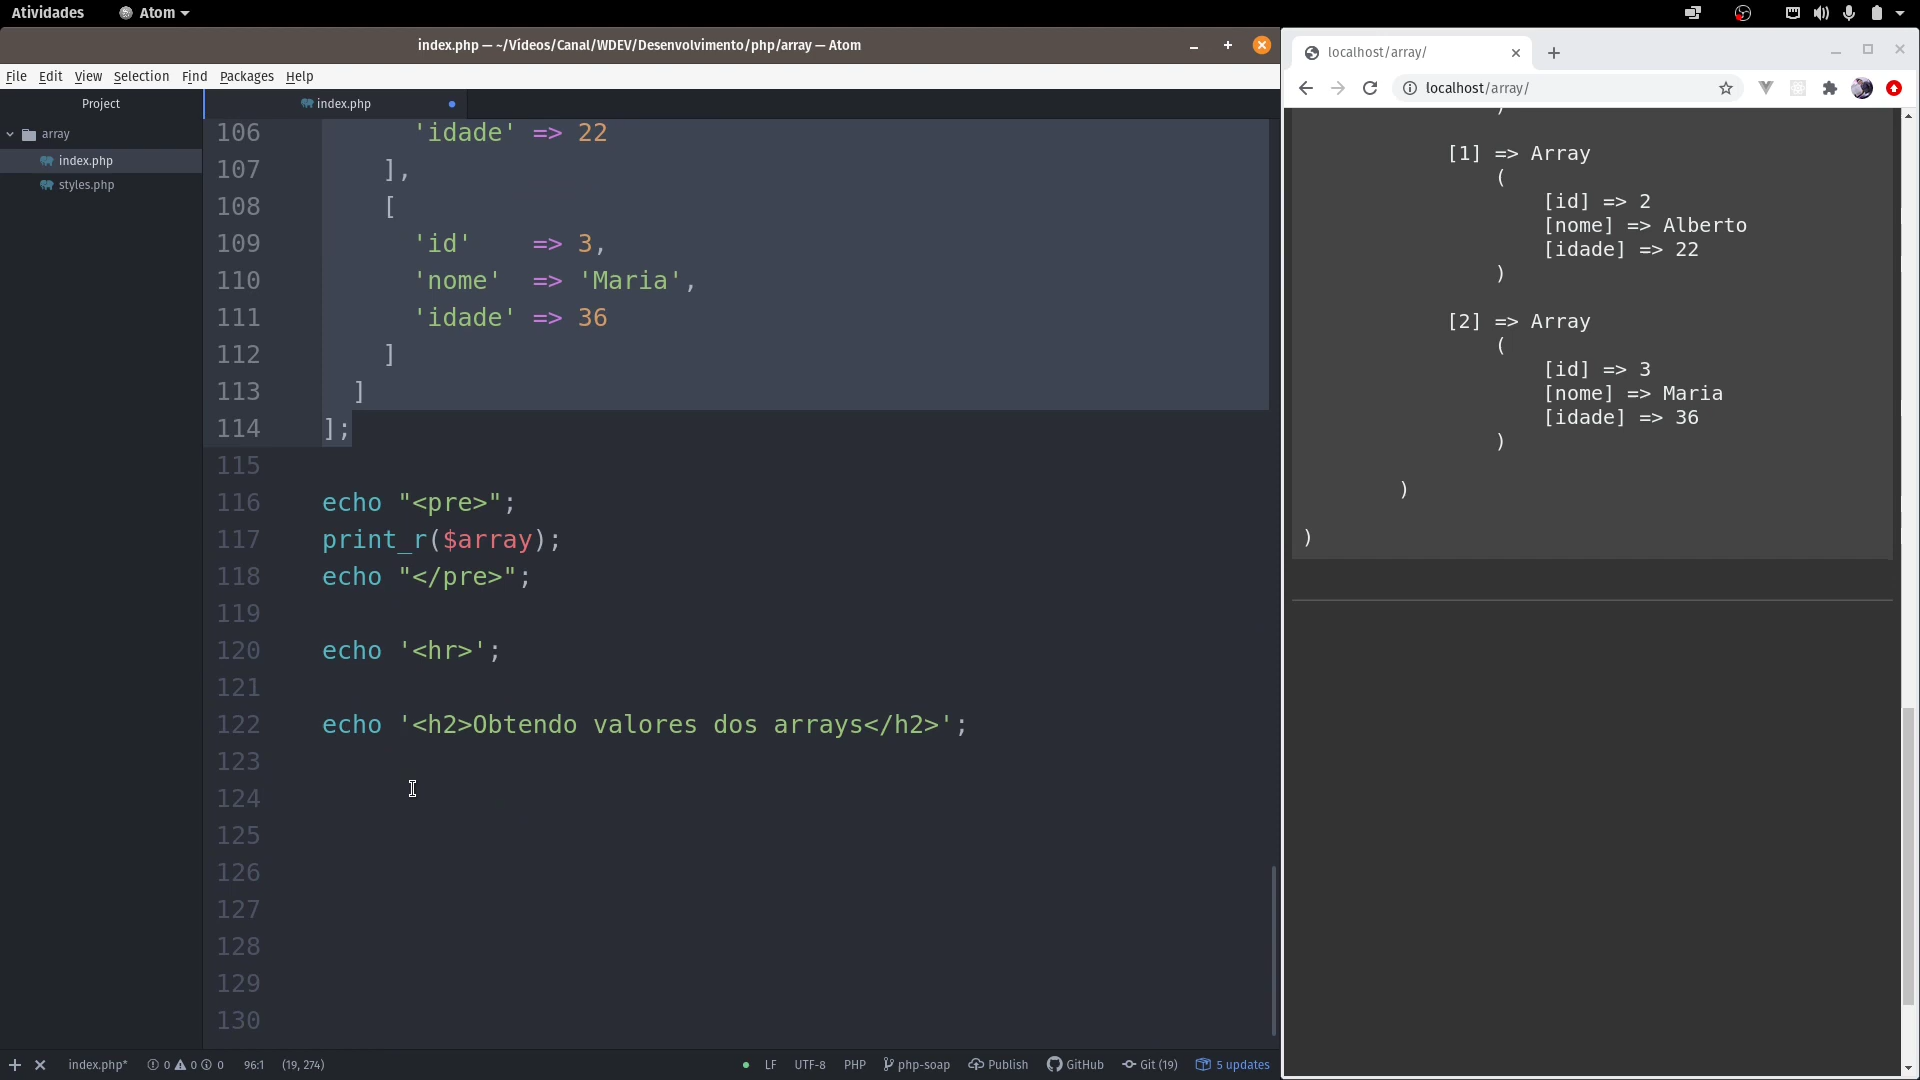 Atividades
Atom
index.php — ~/Videos/Canal/WDEV/Desenvolvimento/php/array — Atom
File Edit View Selection Find Packages Help
Project
array
index.php
styles.php
index.php
106 'idade' => 22
107 ],
108 [
109 'id' => 3,
110 'nome' => 'Maria',
111 'idade' => 36
112 ]
113 ]
114 ];
115
116 echo "<pre>";
117 print_r($array);
118 echo "</pre>";
119
120 echo '<hr>';
121
122 echo '<h2>Obtendo valores dos arrays</h2>';
123
124
125
126
127
128
129
130
index.php* 0 0 0 96:1 (19, 274) LF UTF-8 PHP php-soap Publish GitHub Git (19) 5 updates
localhost/array/
localhost/array/
)
[1] => Array
(
[id] => 2
[nome] => Alberto
[idade] => 22
)
[2] => Array
(
[id] => 3
[nome] => Maria
[idade] => 36
)
)
)